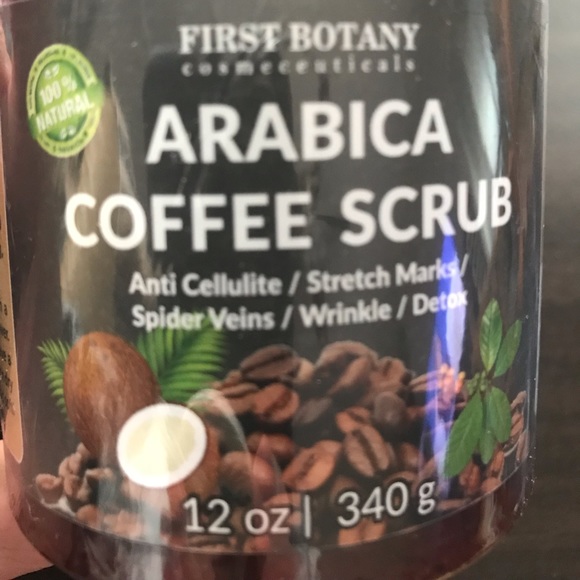 FIRST BOTANY
cosmeceuticals
100%
NATURAL
ARABICA
COFFEE SCRUB
Anti Cellulite / Stretch Marks /
Spider Veins / Wrinkle / Detox
12 oz | 340 g